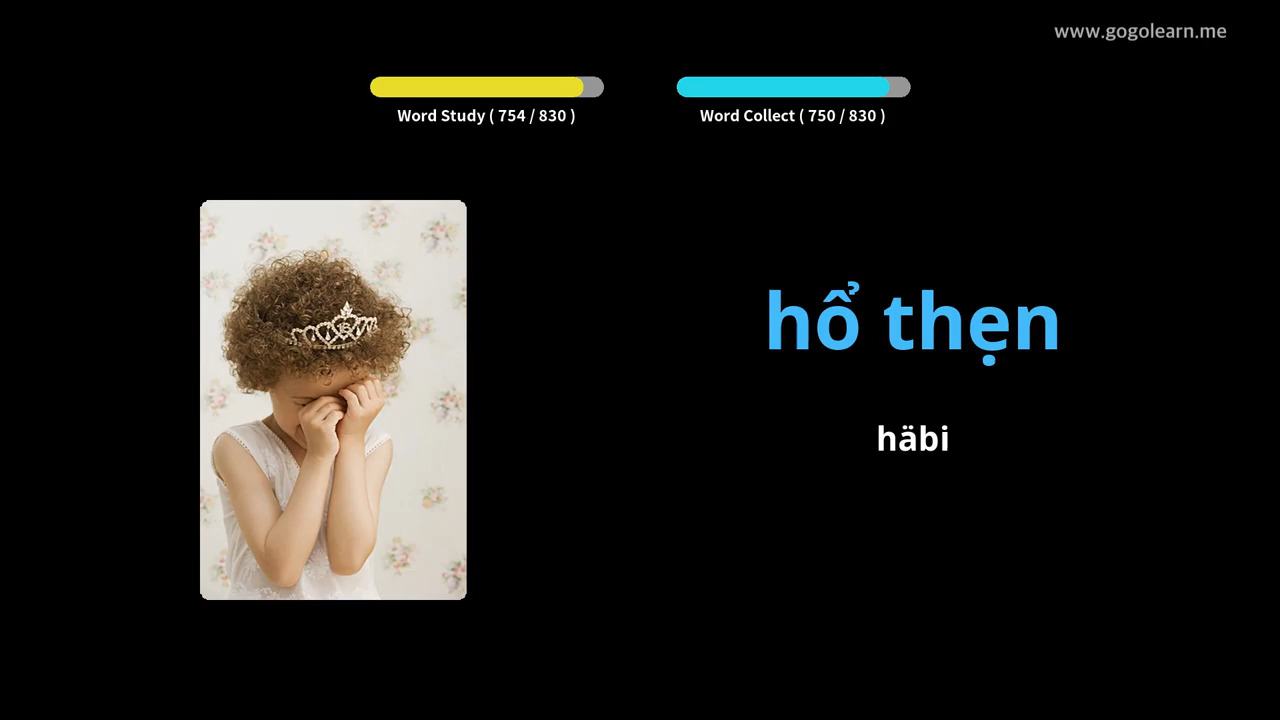 www.gogolearn.me
Word Study ( 754 / 830 )
Word Collect ( 750 / 830 )
hổ thẹn
häbi